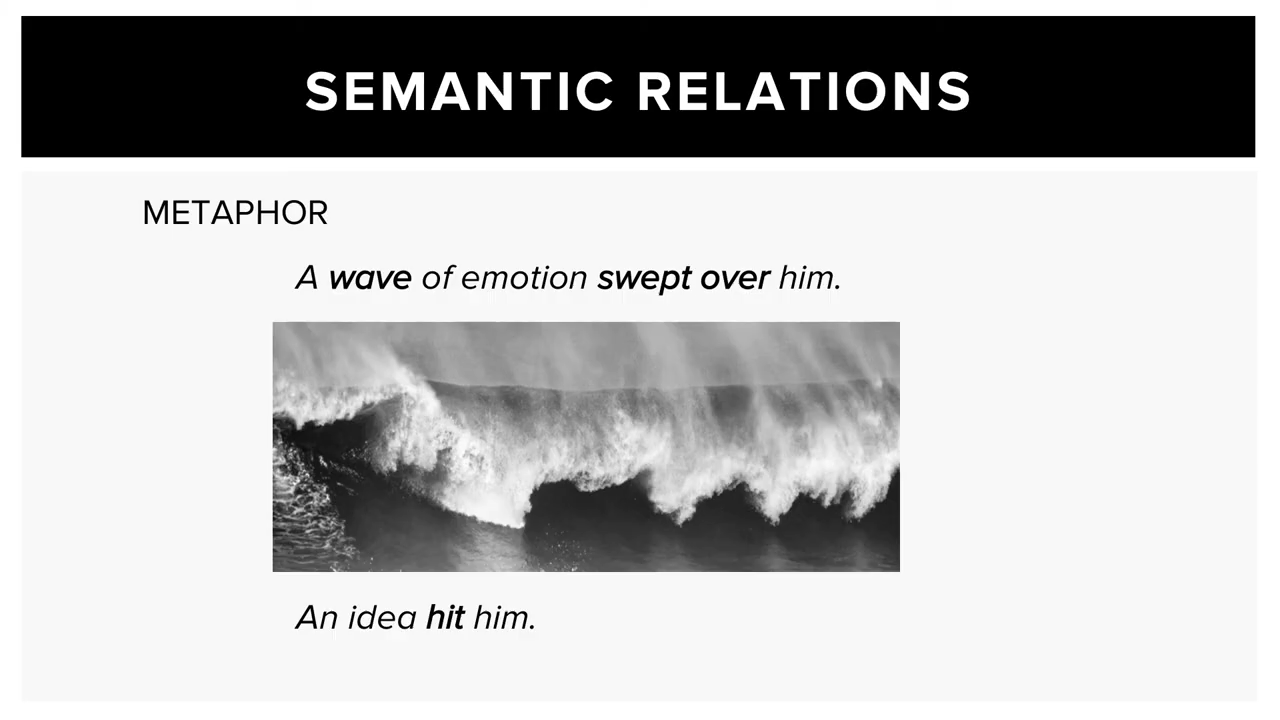 SEMANTIC RELATIONS
METAPHOR
A wave of emotion swept over him.
An idea hit him.